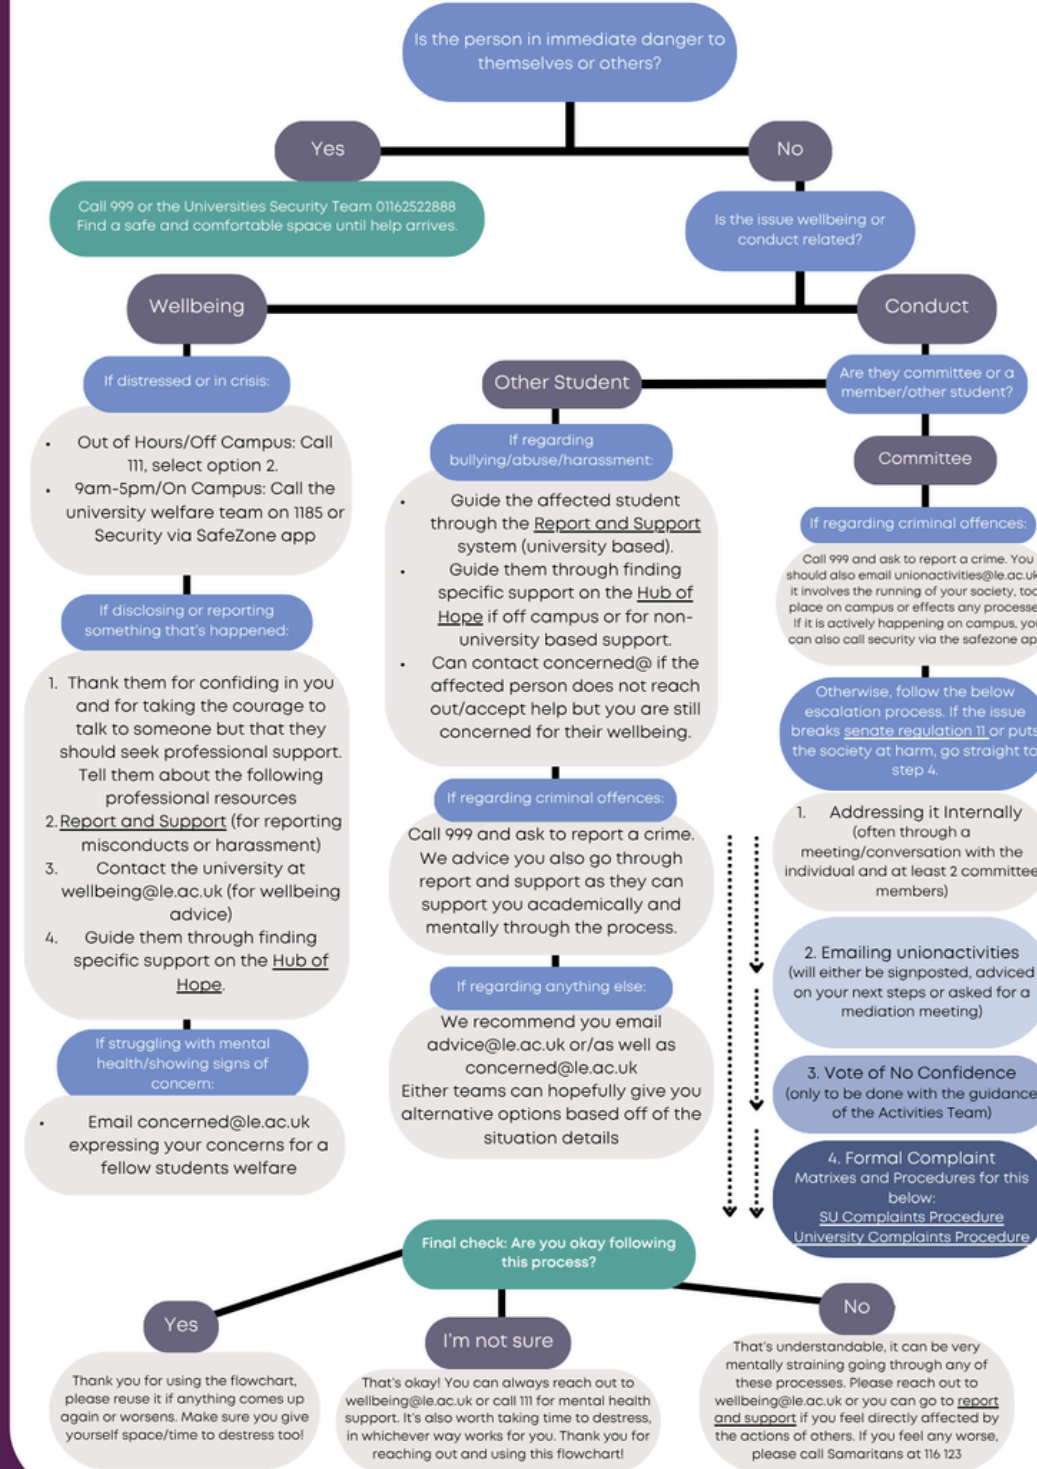 Is the person in immediate danger to
themselves or others?
Yes
No
Call 999 or the Universities Security Team 01162522888
Find a safe and comfortable space until help arrives.
Is the issue wellbeing or
conduct related?
Wellbeing
Conduct
If distressed or in crisis:
• Out of Hours/Off Campus: Call
111, select option 2.
• 9am-5pm/On Campus: Call the
university welfare team on 1185 or
Security via SafeZone app
If disclosing or reporting
something that's happened:
1. Thank them for confiding in you
and for taking the courage to
talk to someone but that they
should seek professional support.
Tell them about the following
professional resources
2. Report and Support (for reporting
misconducts or harassment)
3. Contact the university at
wellbeing@le.ac.uk (for wellbeing
advice)
4. Guide them through finding
specific support on the Hub of
Hope.
If struggling with mental
health/showing signs of
concern:
• Email concerned@le.ac.uk
expressing your concerns for a
fellow students welfare
Are they committee or a
member/other student?
Other Student
If regarding
bullying/abuse/harassment:
• Guide the affected student
through the Report and Support
system (university based).
• Guide them through finding
specific support on the Hub of
Hope if off campus or for non-
university based support.
• Can contact concerned@ if the
affected person does not reach
out/accept help but you are still
concerned for their wellbeing.
If regarding criminal offences:
Call 999 and ask to report a crime.
We advice you also go through
report and support as they can
support you academically and
mentally through the process.
If regarding anything else:
We recommend you email
advice@le.ac.uk or/as well as
concerned@le.ac.uk
Either teams can hopefully give you
alternative options based off of the
situation details
Committee
If regarding criminal offences:
Call 999 and ask to report a crime. You
should also email unionactivities@le.ac.uk
it involves the running of your society, too
place on campus or effects any processe
If it is actively happening on campus, yo
can also call security via the safezone ap
Otherwise, follow the below
escalation process. If the issue
breaks senate regulation 11 or puts
the society at harm, go straight to
step 4.
1. Addressing it Internally
(often through a
meeting/conversation with the
individual and at least 2 committee
members)
2. Emailing unionactivities
(will either be signposted, adviced
on your next steps or asked for a
mediation meeting)
3. Vote of No Confidence
(only to be done with the guidance
of the Activities Team)
4. Formal Complaint
Matrixes and Procedures for this
below:
SU Complaints Procedure
University Complaints Procedure
Final check: Are you okay following
this process?
Yes
Thank you for using the flowchart,
please reuse it if anything comes up
again or worsens. Make sure you give
yourself space/time to destress too!
I'm not sure
That's okay! You can always reach out to
wellbeing@le.ac.uk or call 111 for mental health
support. It's also worth taking time to destress,
in whichever way works for you. Thank you for
reaching out and using this flowchart!
No
That's understandable, it can be very
mentally straining going through any of
these processes. Please reach out to
wellbeing@le.ac.uk or you can go to report
and support if you feel directly affected by
the actions of others. If you feel any worse,
please call Samaritans at 116 123